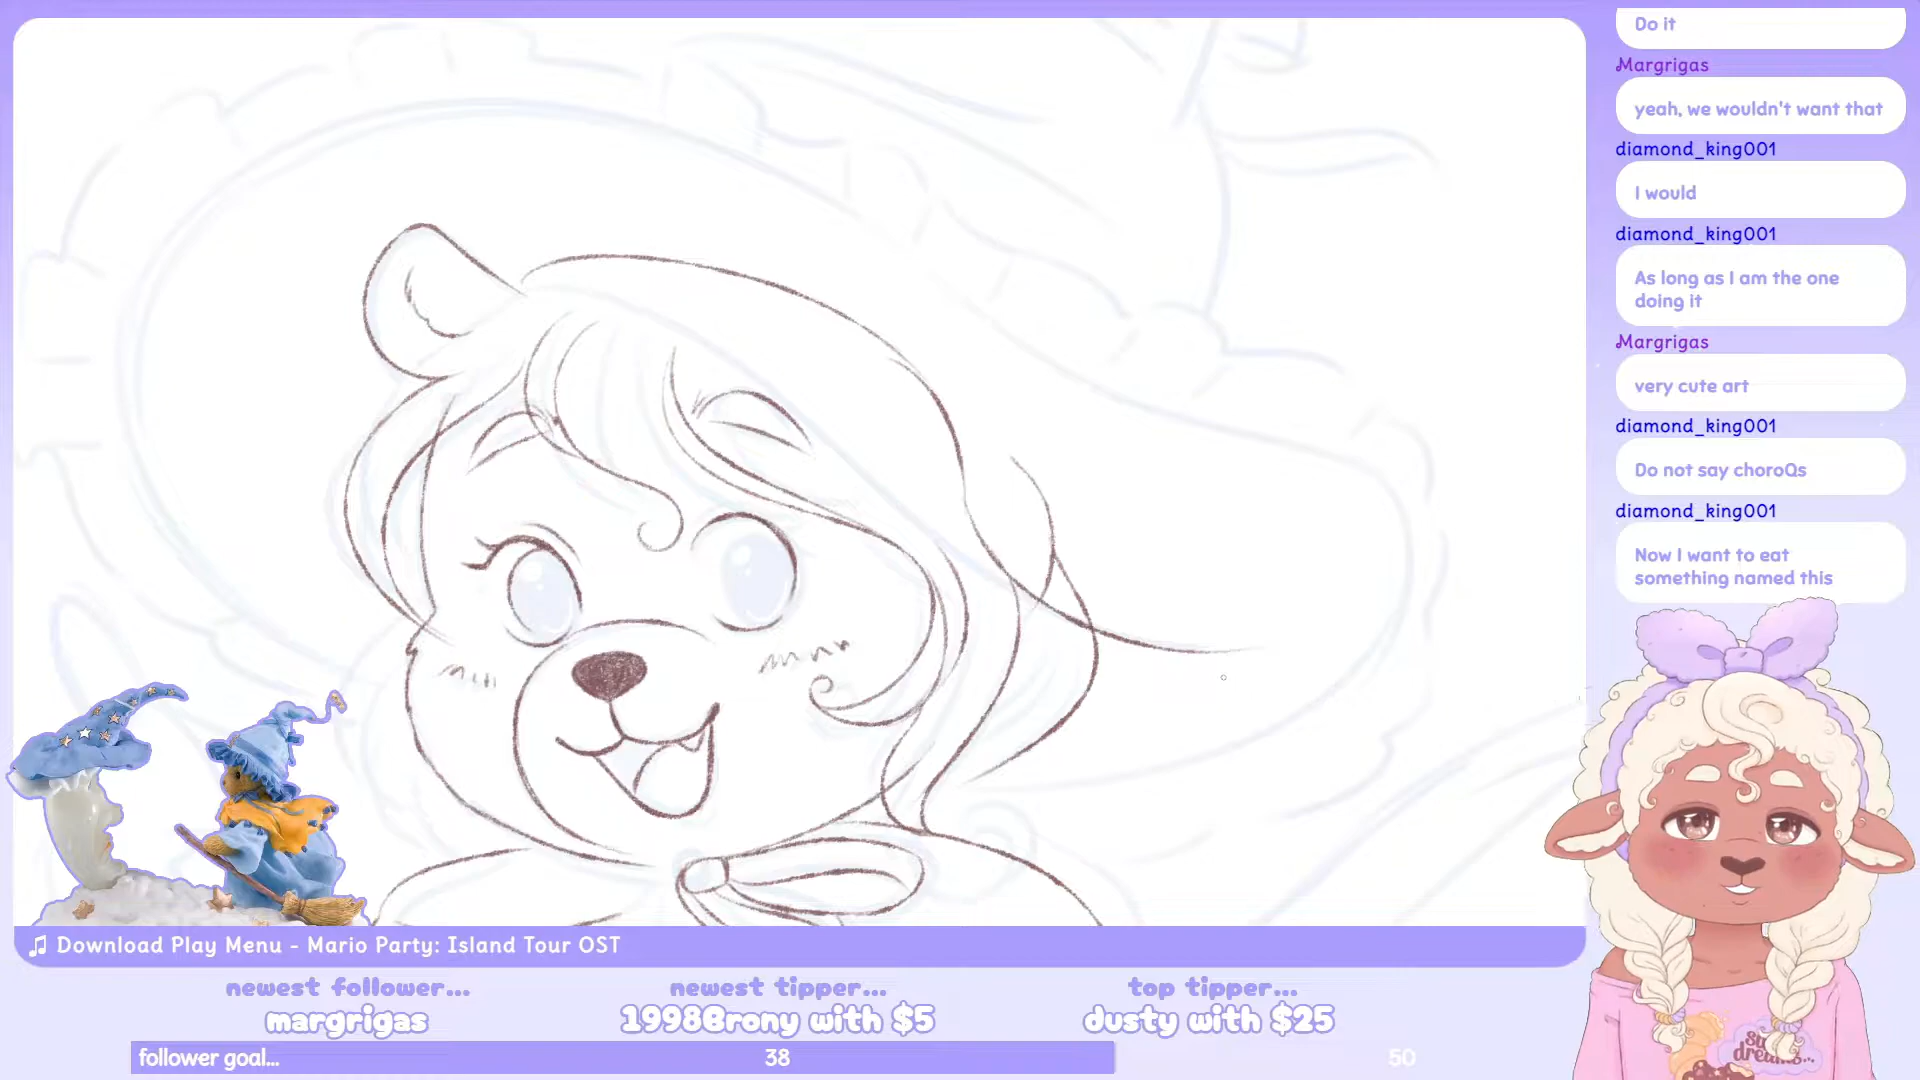 Do it
Margrigas
yeah, we wouldn't want that
diamond_king001
I would
diamond_king001
As long as I am the one
doing it
Margrigas
very cute art
diamond_king001
Do not say choroQs
diamond_king001
Now I want to eat
something named this
Download Play Menu - Mario Party: Island Tour OST
newest follower...
margrigas
newest tipper...
1998Brony with $5
top tipper...
dusty with $25
follower goal...
38
50